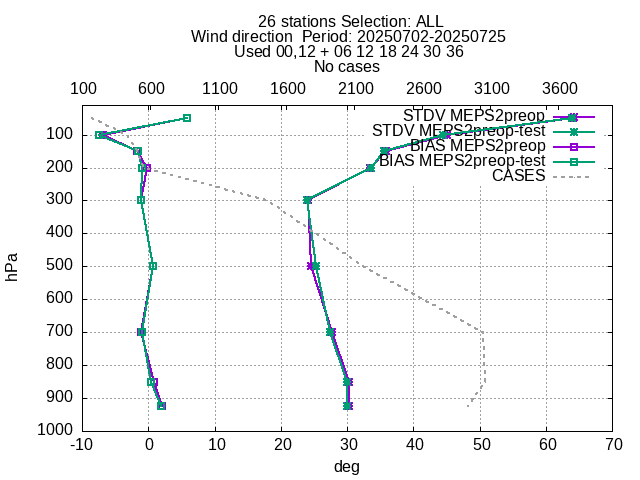 26 stations Selection: ALL
Wind direction  Period: 20250702-20250725
Used 00,12 + 06 12 18 24 30 36
No cases
100 600 1100 1600 2100 2600 3100 3600
STDV MEPS2preop
STDV MEPS2preop-test
BIAS MEPS2preop
BIAS MEPS2preop-test
CASES
100
200
300
400
500
600
700
800
900
1000
hPa
-10 0 10 20 30 40 50 60 70
deg